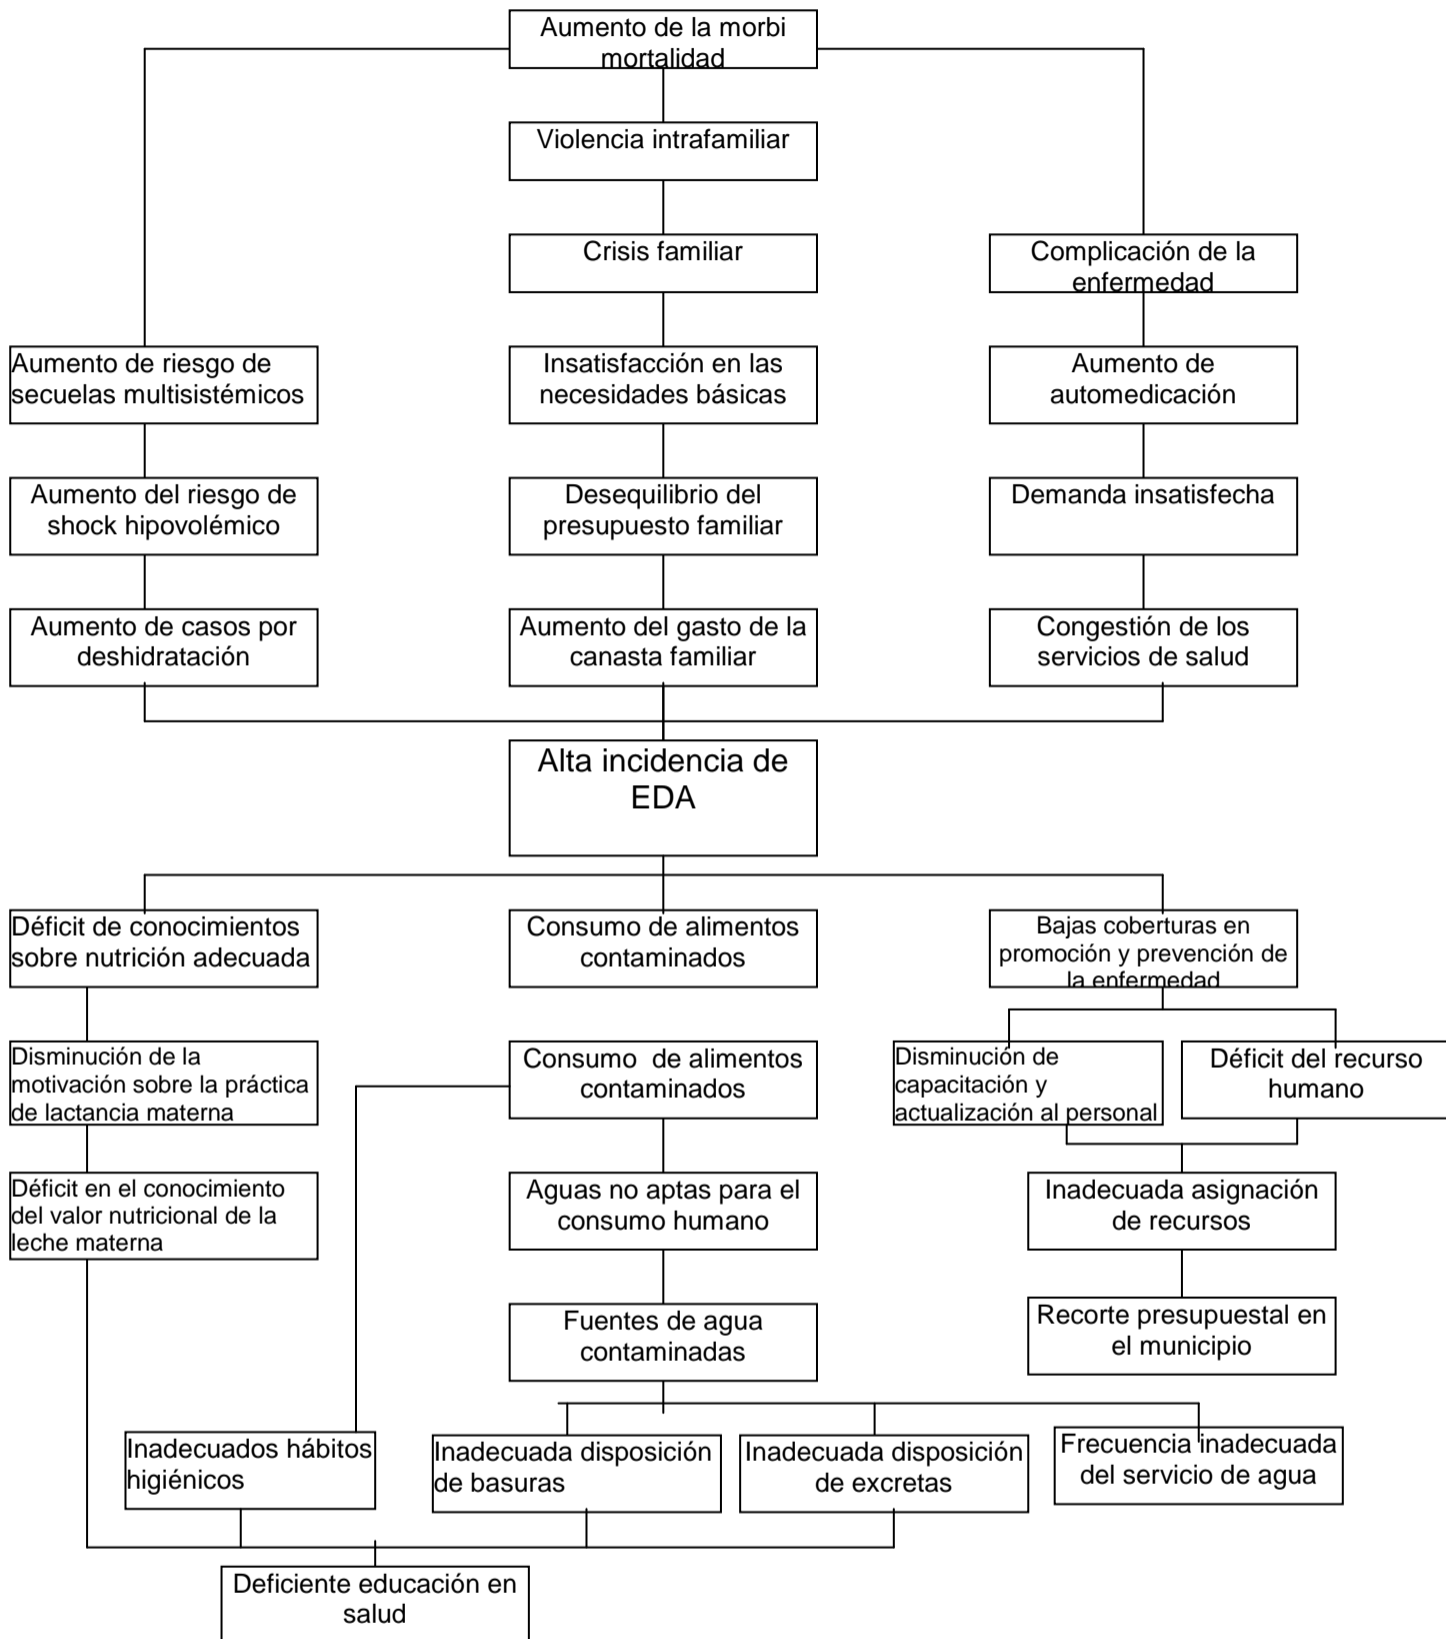 Aumento de la morbi
mortalidad
Violencia intrafamiliar
Crisis familiar
Complicación de la
enfermedad
Aumento de riesgo de
secuelas multisistémicos
Insatisfacción en las
necesidades básicas
Aumento de
automedicación
Aumento del riesgo de
shock hipovolémico
Desequilibrio del
presupuesto familiar
Demanda insatisfecha
Aumento de casos por
deshidratación
Aumento del gasto de la
canasta familiar
Congestión de los
servicios de salud
Alta incidencia de
EDA
Déficit de conocimientos
sobre nutrición adecuada
Consumo de alimentos
contaminados
Bajas coberturas en
promoción y prevención de
la enfermedad
Disminución de la
motivación sobre la práctica
de lactancia materna
Consumo  de alimentos
contaminados
Disminución de
capacitación y
actualización al personal
Déficit del recurso
humano
Déficit en el conocimiento
del valor nutricional de la
leche materna
Aguas no aptas para el
consumo humano
Inadecuada asignación
de recursos
Fuentes de agua
contaminadas
Recorte presupuestal en
el municipio
Inadecuados hábitos
higiénicos
Inadecuada disposición
de basuras
Inadecuada disposición
de excretas
Frecuencia inadecuada
del servicio de agua
Deficiente educación en
salud